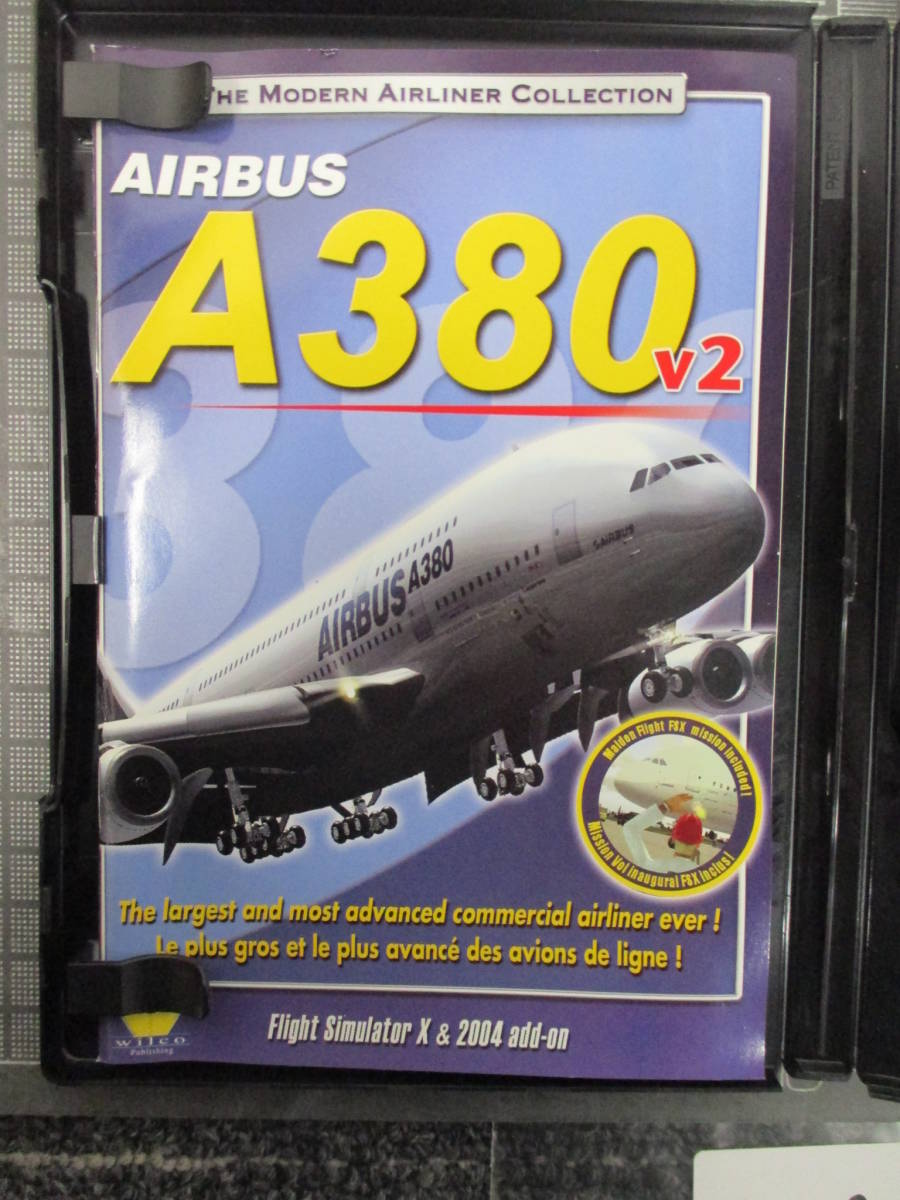 THE MODERN AIRLINER COLLECTION
AIRBUS
A380
v2
AIRBUS
AIRBUS A380
Maiden Flight FSX mission included!
Mission Vol inaugural FSX inclus!
The largest and most advanced commercial airliner ever !
Le plus gros et le plus avancé des avions de ligne !
Flight Simulator X & 2004 add-on
wilco
Publishing
PATENT